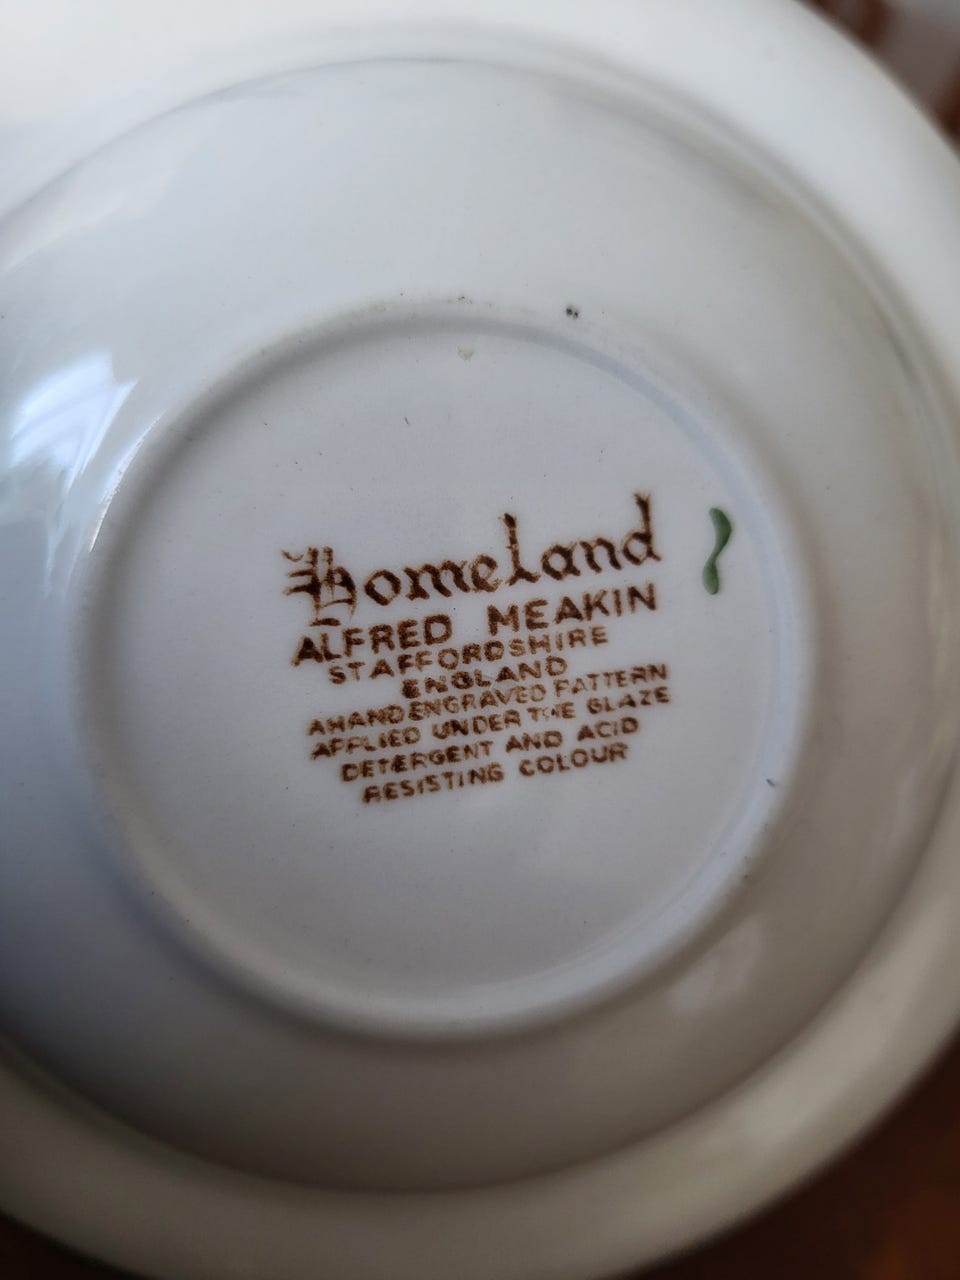 Homeland
ALFRED MEAKIN
STAFFORDSHIRE
ENGLAND
A HAND ENGRAVED PATTERN
APPLIED UNDER THE GLAZE
DETERGENT AND ACID
RESISTING COLOUR